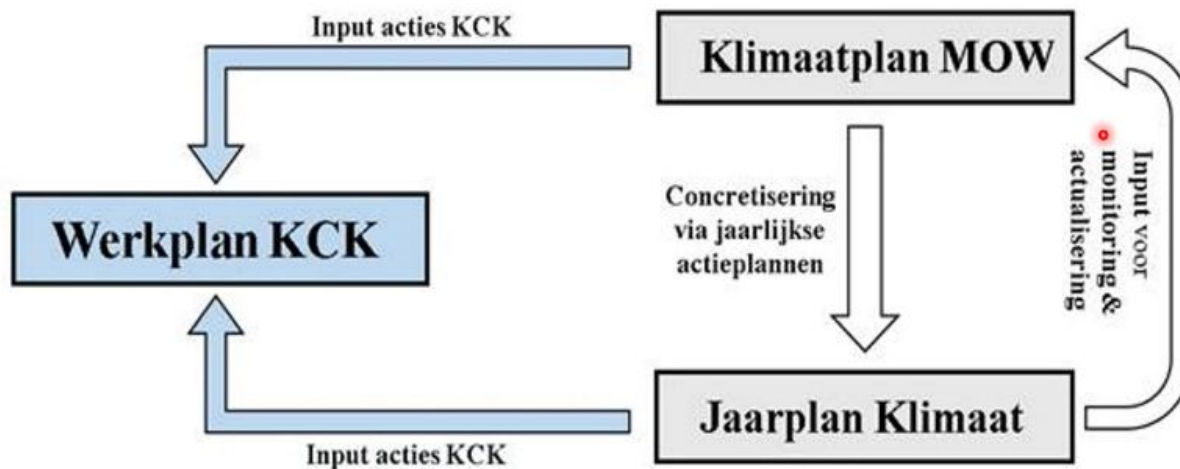 Input acties KCK
Klimaatplan MOW
Werkplan KCK
Concretisering
via jaarlijkse
actieplannen
Input voor
monitoring &
actualisering
Jaarplan Klimaat
Input acties KCK